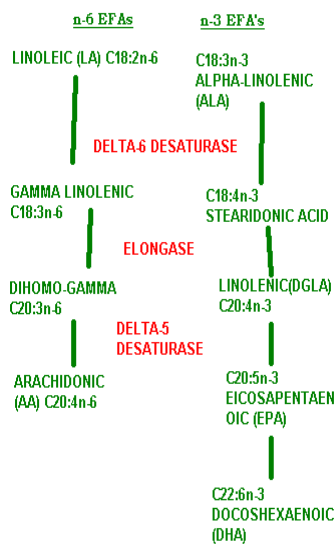 n-6 EFAs
n-3 EFA's
LINOLEIC (LA) C18:2n-6
C18:3n-3
ALPHA-LINOLENIC
(ALA)
DELTA-6 DESATURASE
GAMMA LINOLENIC
C18:3n-6
C18:4n-3
STEARIDONIC ACID
ELONGASE
DIHOMO-GAMMA
C20:3n-6
LINOLENIC(DGLA)
C20:4n-3
DELTA-5
DESATURASE
ARACHIDONIC
(AA) C20:4n-6
C20:5n-3
EICOSAPENTAEN
OIC (EPA)
C22:6n-3
DOCOSHEXAENOIC
(DHA)